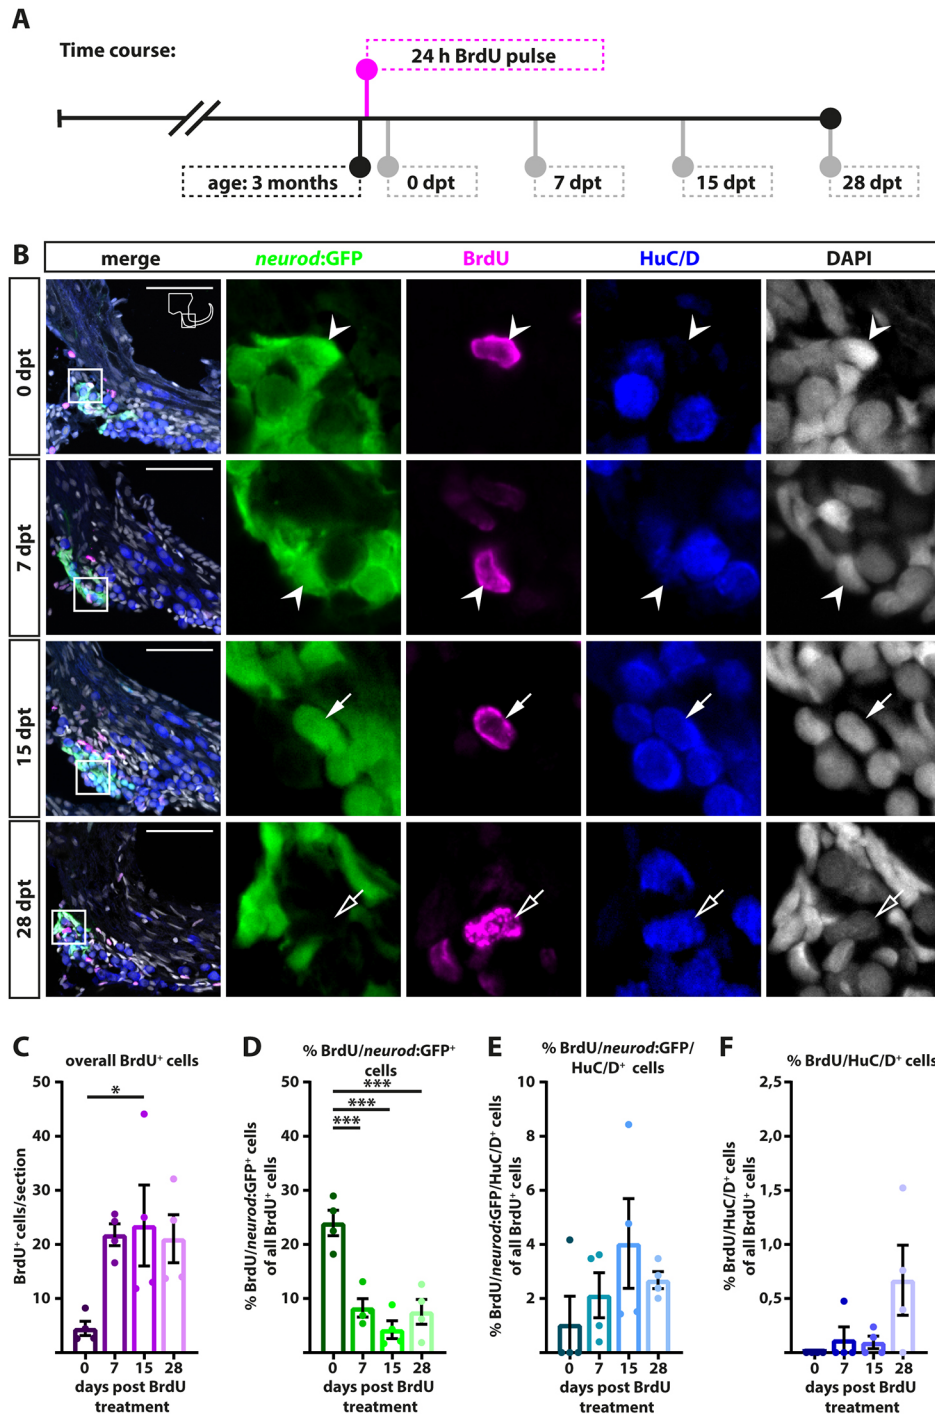 A
Time course:
24 h BrdU pulse
age: 3 months
0 dpt
7 dpt
15 dpt
28 dpt
B
merge
neurod:GFP
BrdU
HuC/D
DAPI
0 dpt
7 dpt
15 dpt
28 dpt
C
overall BrdU⁺ cells
BrdU⁺ cells/section
50
40
30
20
10
*
0 7 15 28
days post BrdU
treatment
D
% BrdU/neurod:GFP⁺
cells
% BrdU/neurod:GFP⁺ cells
of all BrdU⁺ cells
50
40
30
20
10
***
***
***
0 7 15 28
days post BrdU
treatment
E
% BrdU/neurod:GFP/
HuC/D⁺ cells
% BrdU/neurod:GFP/HuC/D⁺ cells
of all BrdU⁺ cells
10
8
6
4
2
0 7 15 28
days post BrdU
treatment
F
% BrdU/HuC/D⁺ cells
% BrdU/HuC/D⁺ cells
of all BrdU⁺ cells
2,5
2,0
1,5
1,0
0,5
0 7 15 28
days post BrdU
treatment